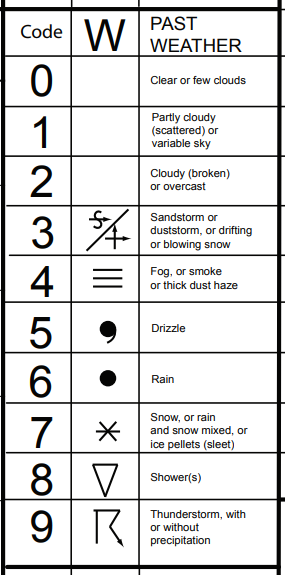 Code W PAST
WEATHER
0 Clear or few clouds
1 Partly cloudy
(scattered) or
variable sky
2 Cloudy (broken)
or overcast
3 Sandstorm or
duststorm, or drifting
or blowing snow
4 Fog, or smoke
or thick dust haze
5 Drizzle
6 Rain
7 Snow, or rain
and snow mixed, or
ice pellets (sleet)
8 Shower(s)
9 Thunderstorm, with
or without
precipitation